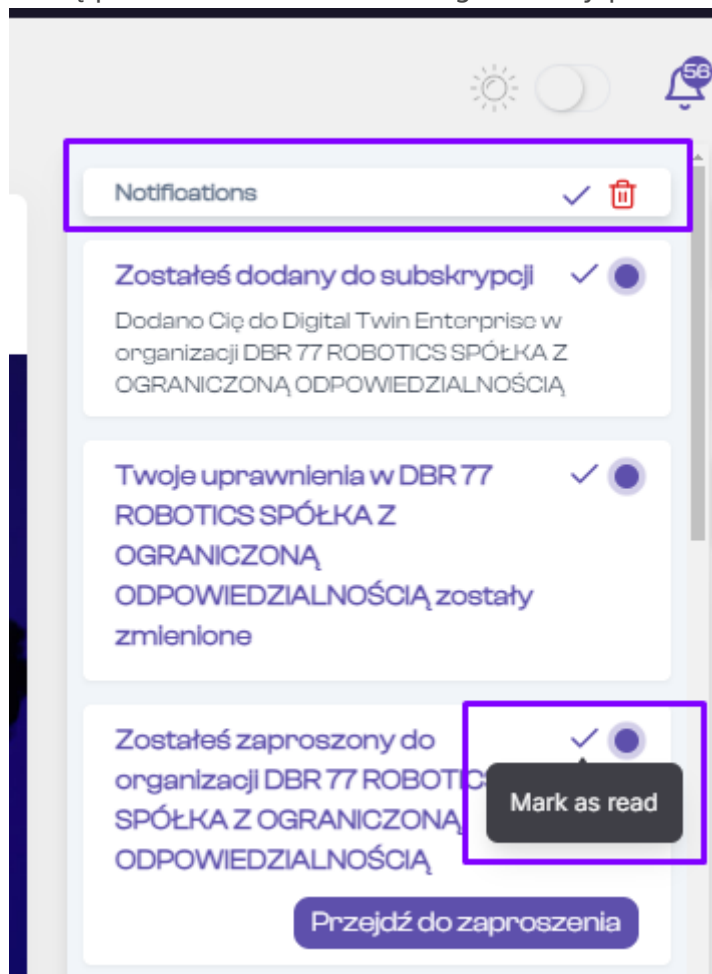 56
Notifications
Zostałeś dodany do subskrypcji
Dodano Cię do Digital Twin Enterprise w
organizacji DBR 77 ROBOTICS SPÓŁKA Z
OGRANICZONĄ ODPOWIEDZIALNOŚCIĄ
Twoje uprawnienia w DBR 77
ROBOTICS SPÓŁKA Z
OGRANICZONĄ
ODPOWIEDZIALNOŚCIĄ zostały
zmienione
Zostałeś zaproszony do
organizacji DBR 77 ROBOTICS
SPÓŁKA Z OGRANICZONĄ
Mark as read
ODPOWIEDZIALNOŚCIĄ
Przejdź do zaproszenia